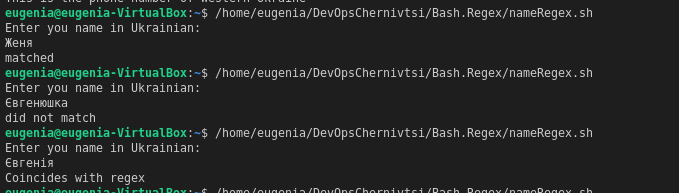 This is the phone number of Western Ukraine
eugenia@eugenia-VirtualBox:~$ /home/eugenia/DevOpsChernivtsi/Bash.Regex/nameRegex.sh
Enter you name in Ukrainian:
Женя
matched
eugenia@eugenia-VirtualBox:~$ /home/eugenia/DevOpsChernivtsi/Bash.Regex/nameRegex.sh
Enter you name in Ukrainian:
Євгенюшка
did not match
eugenia@eugenia-VirtualBox:~$ /home/eugenia/DevOpsChernivtsi/Bash.Regex/nameRegex.sh
Enter you name in Ukrainian:
Євгенія
Coincides with regex
eugenia@eugenia-VirtualBox:~$ /home/eugenia/DevOpsChernivtsi/Bash.Regex/nameRegex.sh